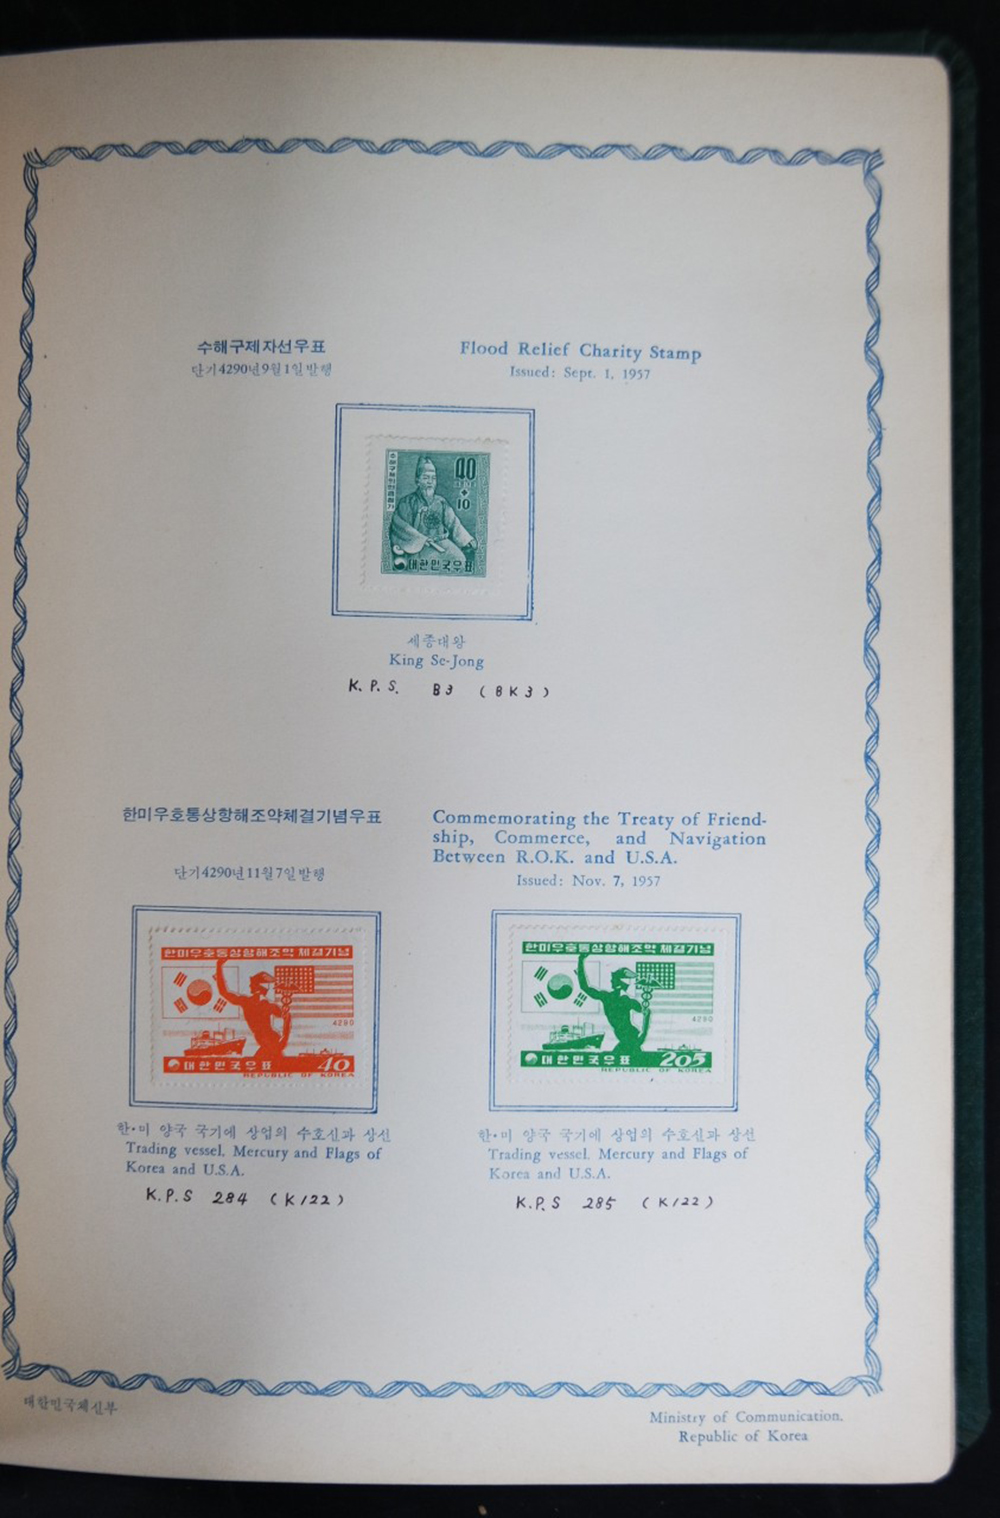 수해구제자선우표
단기4290년9월1일발행
Flood Relief Charity Stamp
Issued: Sept. 1, 1957
40
+
10
대한민국우표
세종대왕
King Se-Jong
K.P.S. B3 (BK3)
한미우호통상항해조약체결기념우표
단기4290년11월7일발행
Commemorating the Treaty of Friend-
ship, Commerce, and Navigation
Between R.O.K. and U.S.A.
Issued: Nov. 7, 1957
한미우호통상항해조약 체결기념
4290
대한민국우표 40
REPUBLIC OF KOREA
한미우호통상항해조약 체결기념
4290
대한민국우표 205
REPUBLIC OF KOREA
한·미 양국 국기에 상업의 수호신과 상선
Trading vessel, Mercury and Flags of
Korea and U.S.A.
K.P.S 284 (K122)
한·미 양국 국기에 상업의 수호신과 상선
Trading vessel, Mercury and Flags of
Korea and U.S.A.
K.P.S 285 (K122)
대한민국체신부
Ministry of Communication,
Republic of Korea